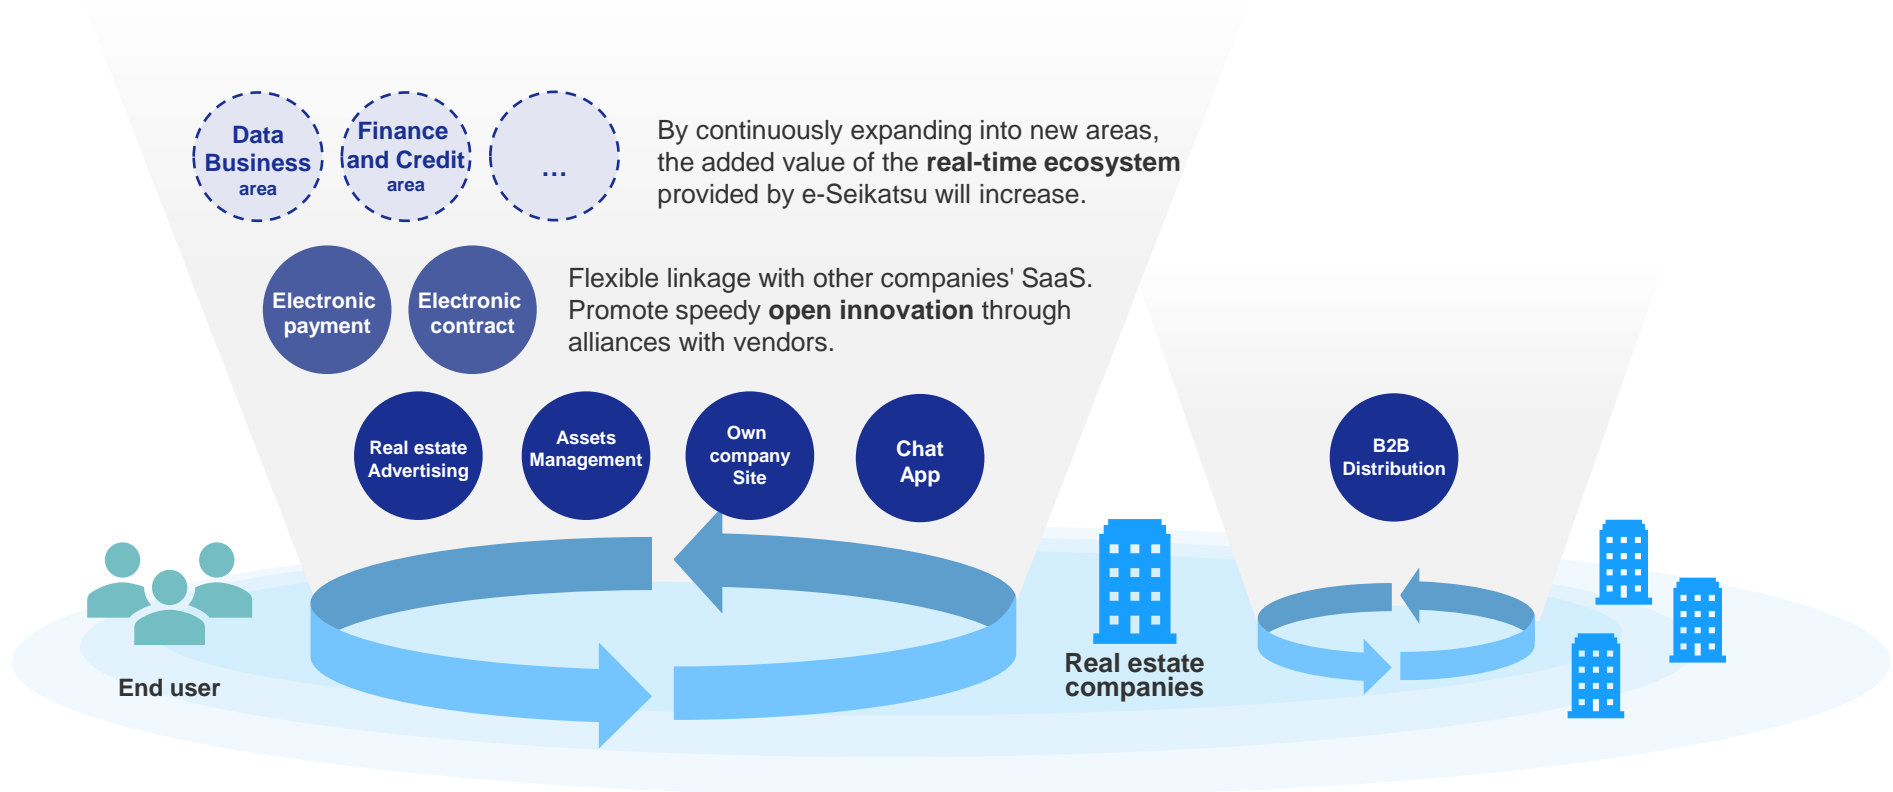 Data
Business
area
Finance
and Credit
area
...
By continuously expanding into new areas,
the added value of the real-time ecosystem
provided by e-Seikatsu will increase.
Electronic
payment
Electronic
contract
Flexible linkage with other companies' SaaS.
Promote speedy open innovation through
alliances with vendors.
Real estate
Advertising
Assets
Management
Own
company
Site
Chat
App
B2B
Distribution
End user
Real estate
companies